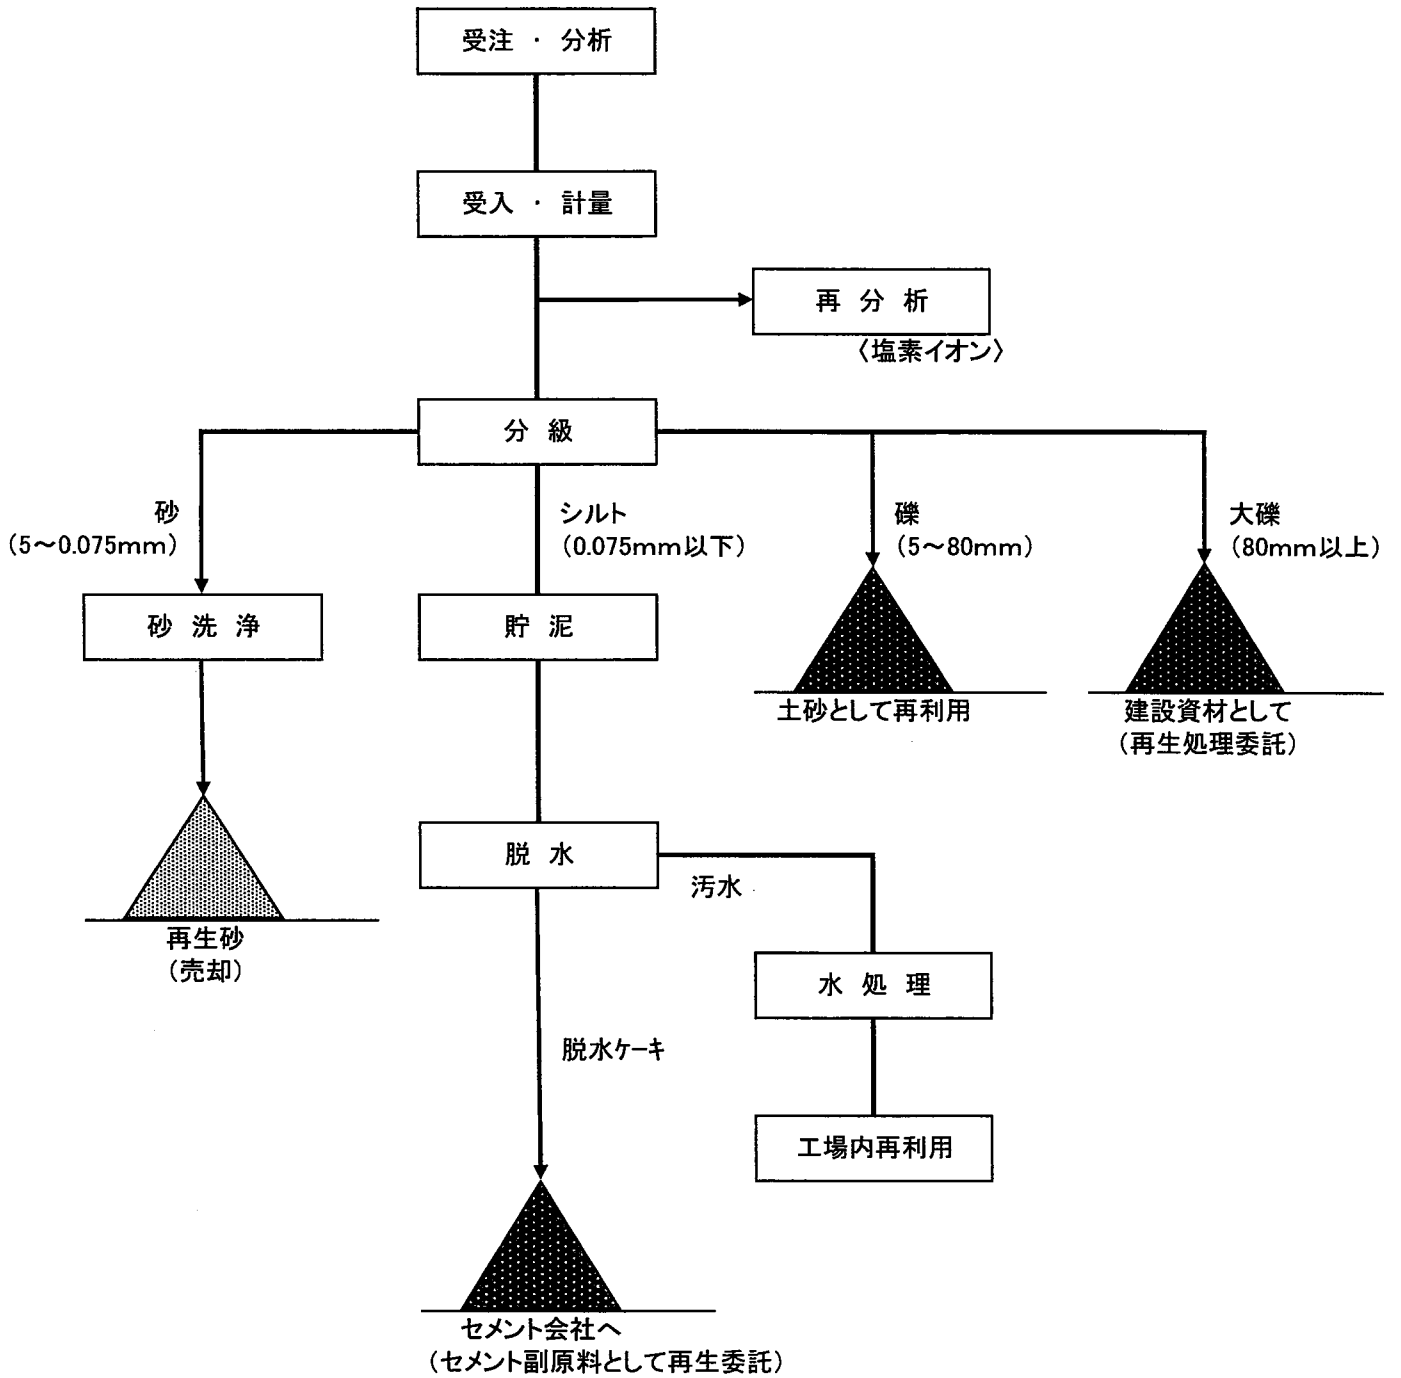 受注 ・ 分析
受入 ・ 計量
再 分 析
〈塩素イオン〉
分 級
砂
(5～0.075mm)
シルト
(0.075mm以下)
礫
(5～80mm)
大礫
(80mm以上)
砂 洗 浄
貯 泥
土砂として再利用
建設資材として
(再生処理委託)
脱 水
汚水
再生砂
(売却)
水 処 理
脱水ケーキ
工場内再利用
セメント会社へ
(セメント副原料として再生委託)